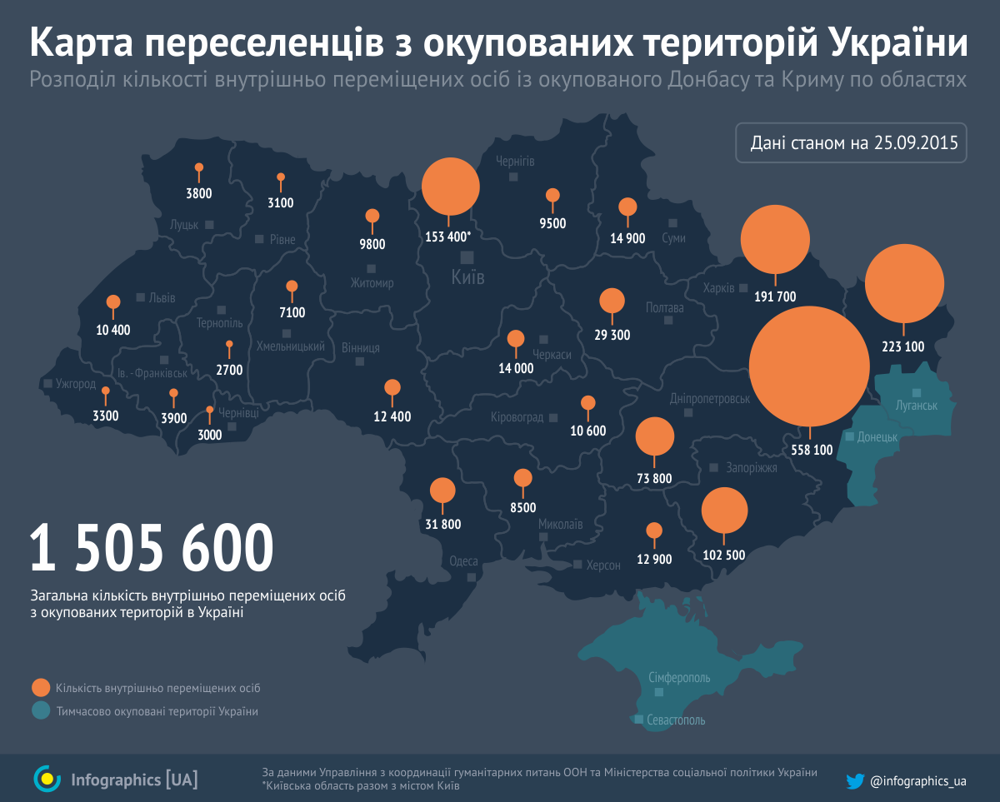 Карта переселенців з окупованих територій України
Розподіл кількості внутрішньо переміщених осіб із окупованого Донбасу та Криму по областях
Дані станом на 25.09.2015
Чернігів
3800
3100
9500
Луцьк
153 400*
14 900
Суми
Рівне
9800
Київ
Житомир
Харків
191 700
Львів
7100
Полтава
Тернопіль
10 400
29 300
Хмельницький
Вінниця
223 100
Черкаси
14 000
2700
Ів. -Франківськ
Ужгород
Дніпропетровськ
Луганськ
3300
3900
Чернівці
12 400
Кіровоград
10 600
3000
Донецьк
558 100
Запоріжжя
73 800
8500
31 800
Миколаїв
1 505 600
Загальна кількість внутрішньо переміщених осіб
з окупованих територій в Україні
Одеса
Херсон
12 900
102 500
Сімферополь
Севастополь
Кількість внутрішньо переміщених осіб
Тимчасово окуповані території України
Infographics [UA]
За даними Управління з координації гуманітарних питань ООН та Міністерства соціальної політики України
*Київська область разом з містом Київ
@infographics_ua